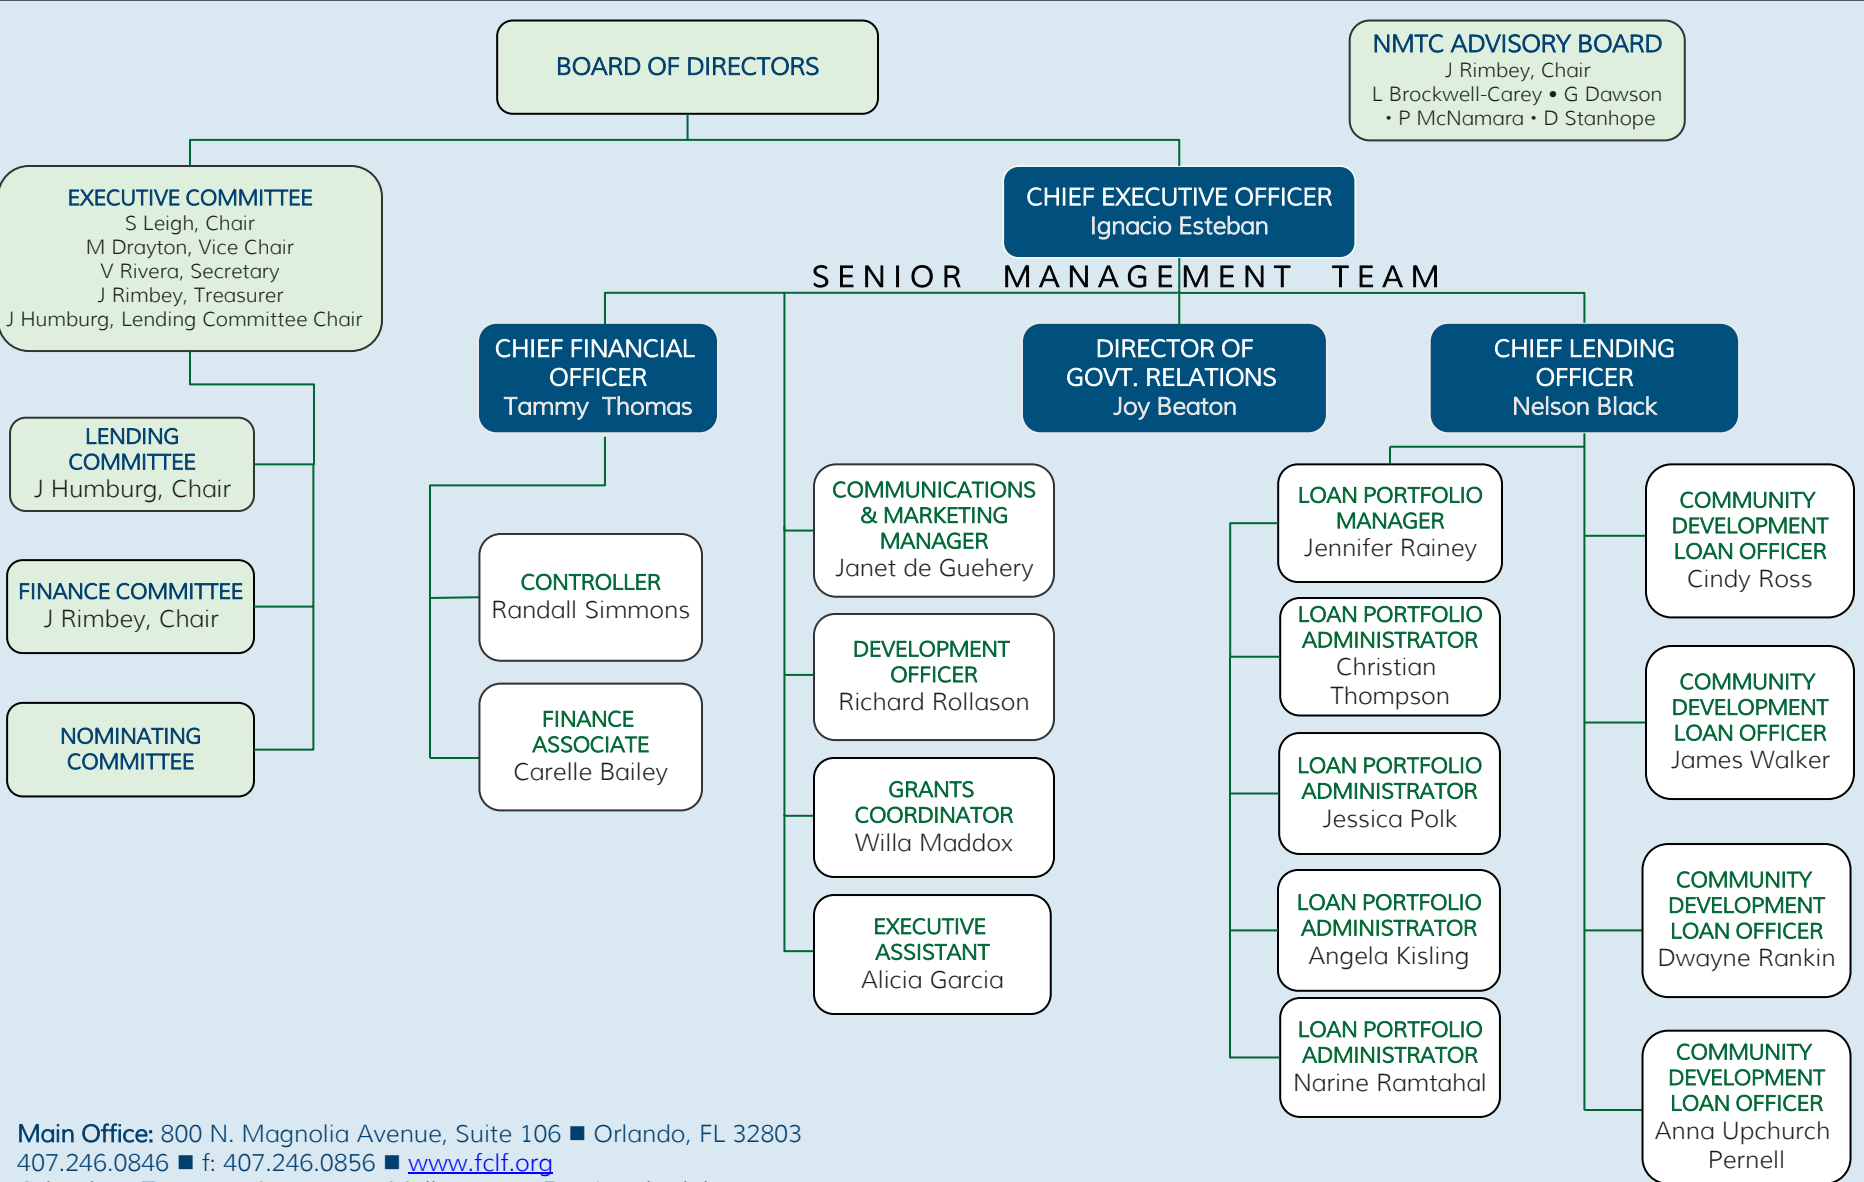 BOARD OF DIRECTORS
NMTC ADVISORY BOARD
J Rimbey, Chair
L Brockwell-Carey • G Dawson
• P McNamara • D Stanhope
EXECUTIVE COMMITTEE
S Leigh, Chair
M Drayton, Vice Chair
V Rivera, Secretary
J Rimbey, Treasurer
J Humburg, Lending Committee Chair
CHIEF EXECUTIVE OFFICER
Ignacio Esteban
SENIOR MANAGEMENT TEAM
CHIEF FINANCIAL
OFFICER
Tammy Thomas
DIRECTOR OF
GOVT. RELATIONS
Joy Beaton
CHIEF LENDING
OFFICER
Nelson Black
LENDING
COMMITTEE
J Humburg, Chair
FINANCE COMMITTEE
J Rimbey, Chair
NOMINATING
COMMITTEE
CONTROLLER
Randall Simmons
FINANCE
ASSOCIATE
Carelle Bailey
COMMUNICATIONS
& MARKETING
MANAGER
Janet de Guehery
DEVELOPMENT
OFFICER
Richard Rollason
GRANTS
COORDINATOR
Willa Maddox
EXECUTIVE
ASSISTANT
Alicia Garcia
LOAN PORTFOLIO
MANAGER
Jennifer Rainey
LOAN PORTFOLIO
ADMINISTRATOR
Christian
Thompson
LOAN PORTFOLIO
ADMINISTRATOR
Jessica Polk
LOAN PORTFOLIO
ADMINISTRATOR
Angela Kisling
LOAN PORTFOLIO
ADMINISTRATOR
Narine Ramtahal
COMMUNITY
DEVELOPMENT
LOAN OFFICER
Cindy Ross
COMMUNITY
DEVELOPMENT
LOAN OFFICER
James Walker
COMMUNITY
DEVELOPMENT
LOAN OFFICER
Dwayne Rankin
COMMUNITY
DEVELOPMENT
LOAN OFFICER
Anna Upchurch
Pernell
Main Office: 800 N. Magnolia Avenue, Suite 106 ■ Orlando, FL 32803
407.246.0846 ■ f: 407.246.0856 ■ www.fclf.org